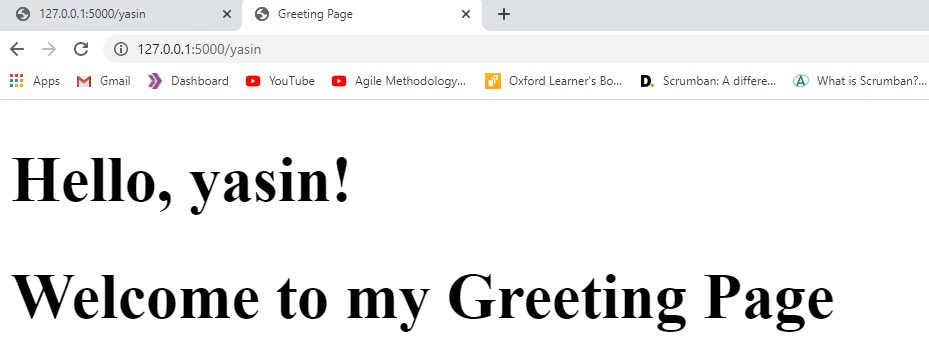 127.0.0.1:5000/yasin Greeting Page
127.0.0.1:5000/yasin
Apps Gmail Dashboard YouTube Agile Methodology... Oxford Learner's Bo... D. Scrumban: A differe... A What is Scrumban?...
Hello, yasin!
Welcome to my Greeting Page